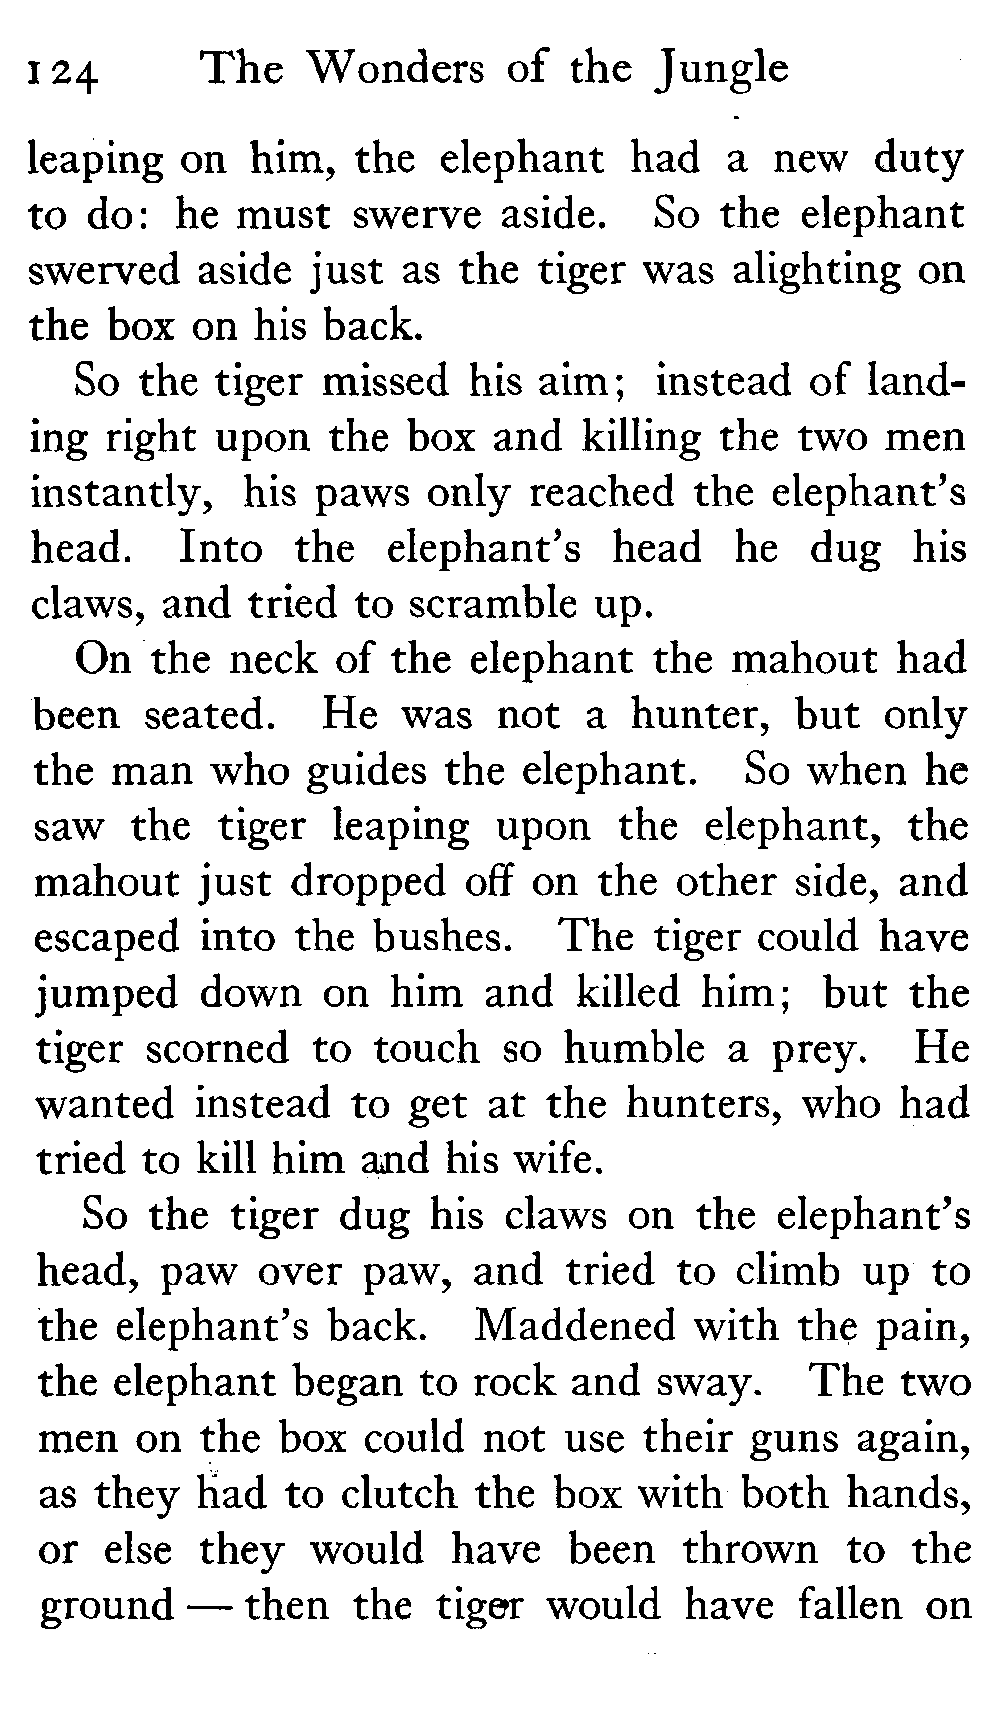 124 The Wonders of the Jungle
leaping on him, the elephant had a new duty
to do: he must swerve aside. So the elephant
swerved aside just as the tiger was alighting on
the box on his back.
So the tiger missed his aim; instead of land-
ing right upon the box and killing the two men
instantly, his paws only reached the elephant's
head. Into the elephant's head he dug his
claws, and tried to scramble up.
On the neck of the elephant the mahout had
been seated. He was not a hunter, but only
the man who guides the elephant. So when he
saw the tiger leaping upon the elephant, the
mahout just dropped off on the other side, and
escaped into the bushes. The tiger could have
jumped down on him and killed him; but the
tiger scorned to touch so humble a prey. He
wanted instead to get at the hunters, who had
tried to kill him and his wife.
So the tiger dug his claws on the elephant's
head, paw over paw, and tried to climb up to
the elephant's back. Maddened with the pain,
the elephant began to rock and sway. The two
men on the box could not use their guns again,
as they had to clutch the box with both hands,
or else they would have been thrown to the
ground — then the tiger would have fallen on